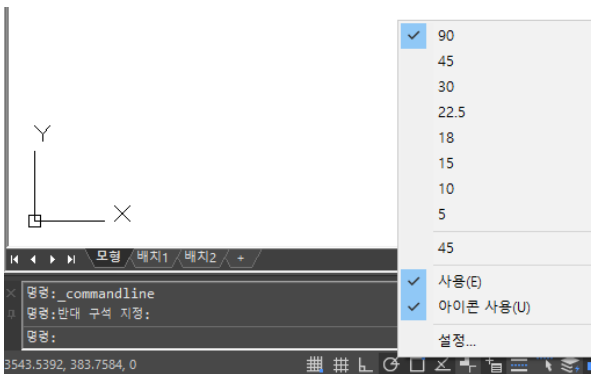 90
45
30
22.5
18
15
10
5
45
사용(E)
아이콘 사용(U)
설정...
Y
X
모형 배치1 배치2 +
명령:_commandline
명령:반대 구석 지정:
명령:
3543.5392, 383.7584, 0